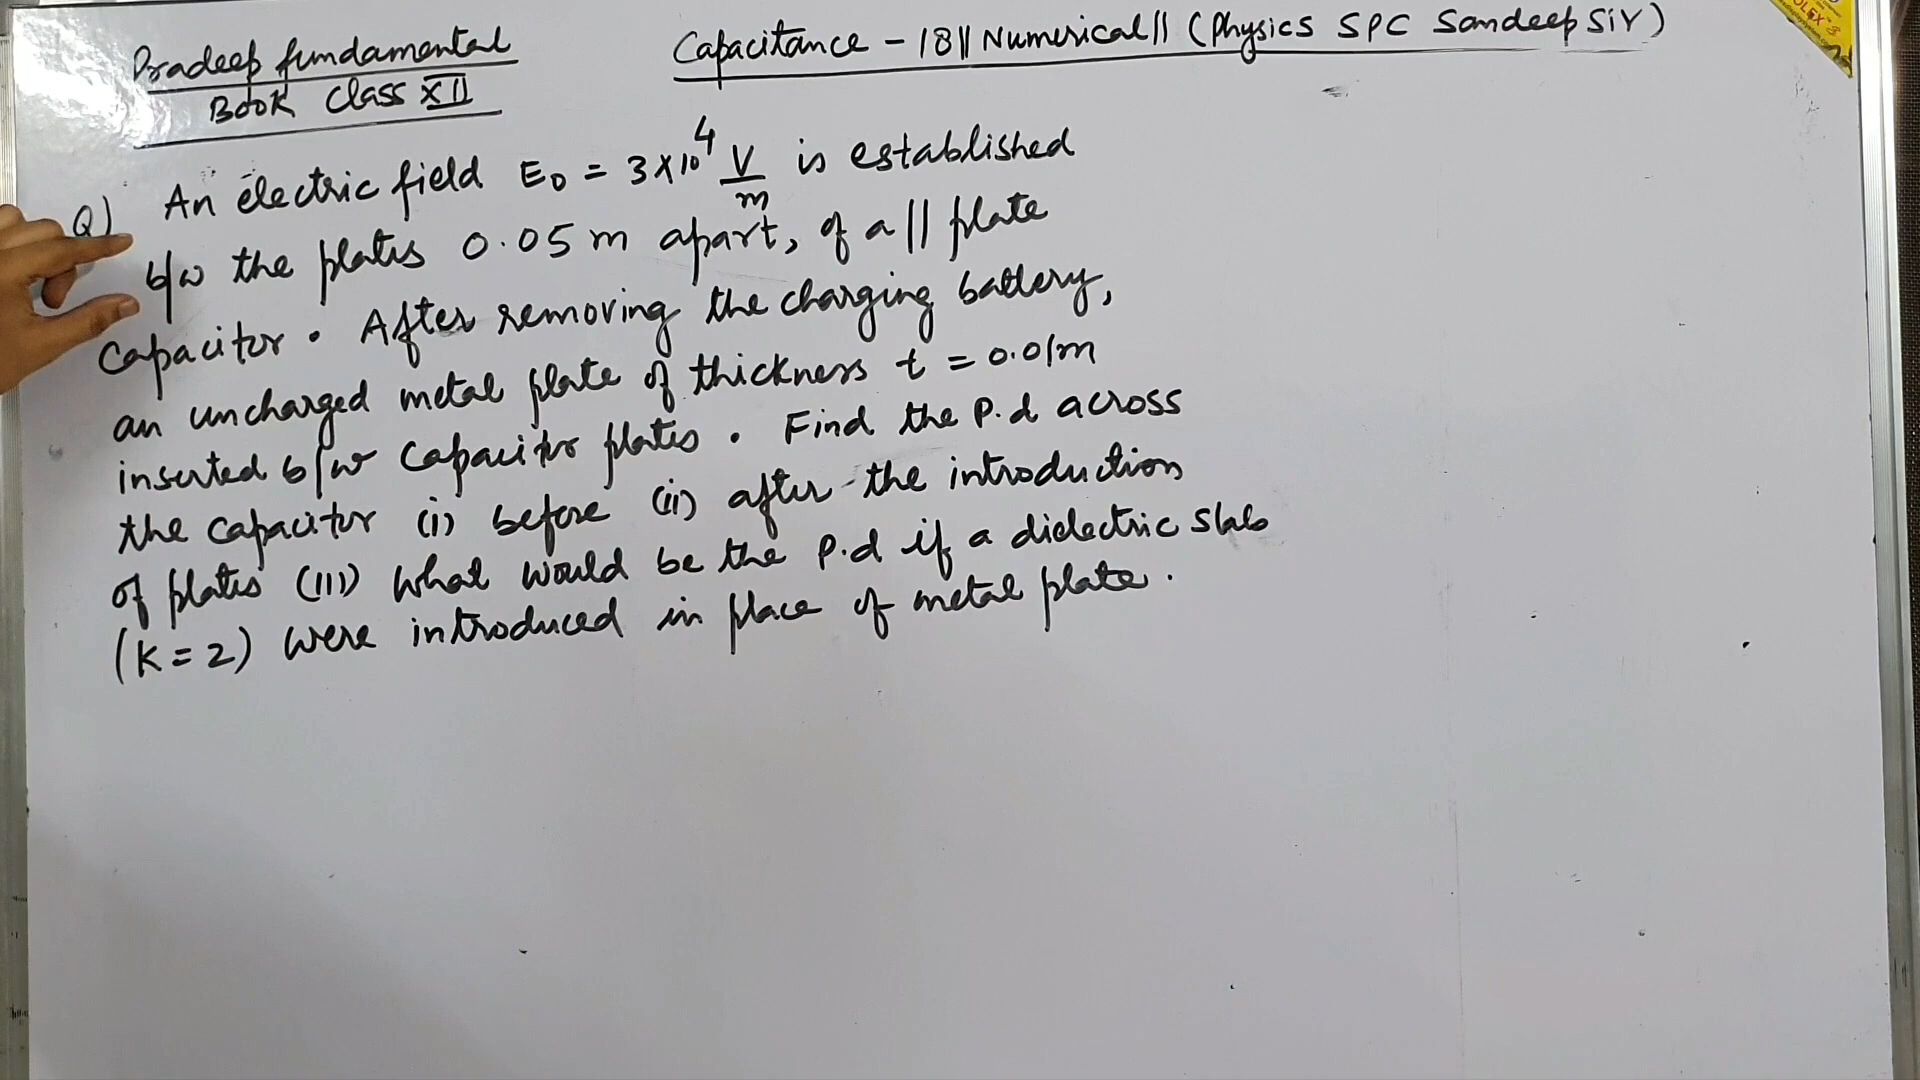 Pradeep fundamental
Book Class XII
Capacitance - 18 || Numerical || (Physics SPC Sandeep Sir)
Q) An electric field E₀ = 3×10⁴ V/m is established
b/w the plates 0.05 m apart, of a || plate
Capacitor. After removing the charging battery,
an uncharged metal plate of thickness t = 0.01m
inserted b/w Capacitor plates. Find the P.d across
the capacitor (i) before (ii) after the introduction
of plates (III) What would be the p.d if a dielectric slab
(K=2) were introduced in place of metal plate.